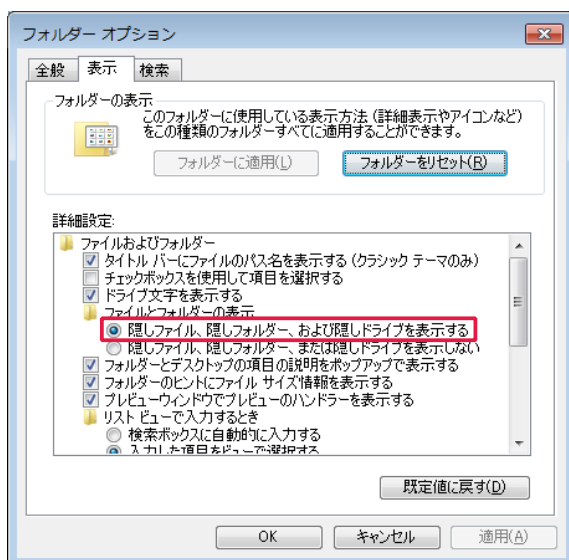 フォルダー オプション
全般 表示 検索
フォルダーの表示
このフォルダーに使用している表示方法(詳細表示やアイコンなど)
をこの種類のフォルダーすべてに適用することができます。
フォルダーに適用(L) フォルダーをリセット(R)
詳細設定:
ファイルおよびフォルダー
タイトル バーにファイルのパス名を表示する (クラシック テーマのみ)
チェックボックスを使用して項目を選択する
ドライブ文字を表示する
ファイルとフォルダーの表示
隠しファイル、隠しフォルダー、および隠しドライブを表示する
隠しファイル、隠しフォルダー、または隠しドライブを表示しない
フォルダーとデスクトップの項目の説明をポップアップで表示する
フォルダーのヒントにファイル サイズ情報を表示する
プレビューウィンドウでプレビューのハンドラーを表示する
リスト ビューで入力するとき
検索ボックスに自動的に入力する
入力した項目をビューで選択する
既定値に戻す(D)
OK キャンセル 適用(A)